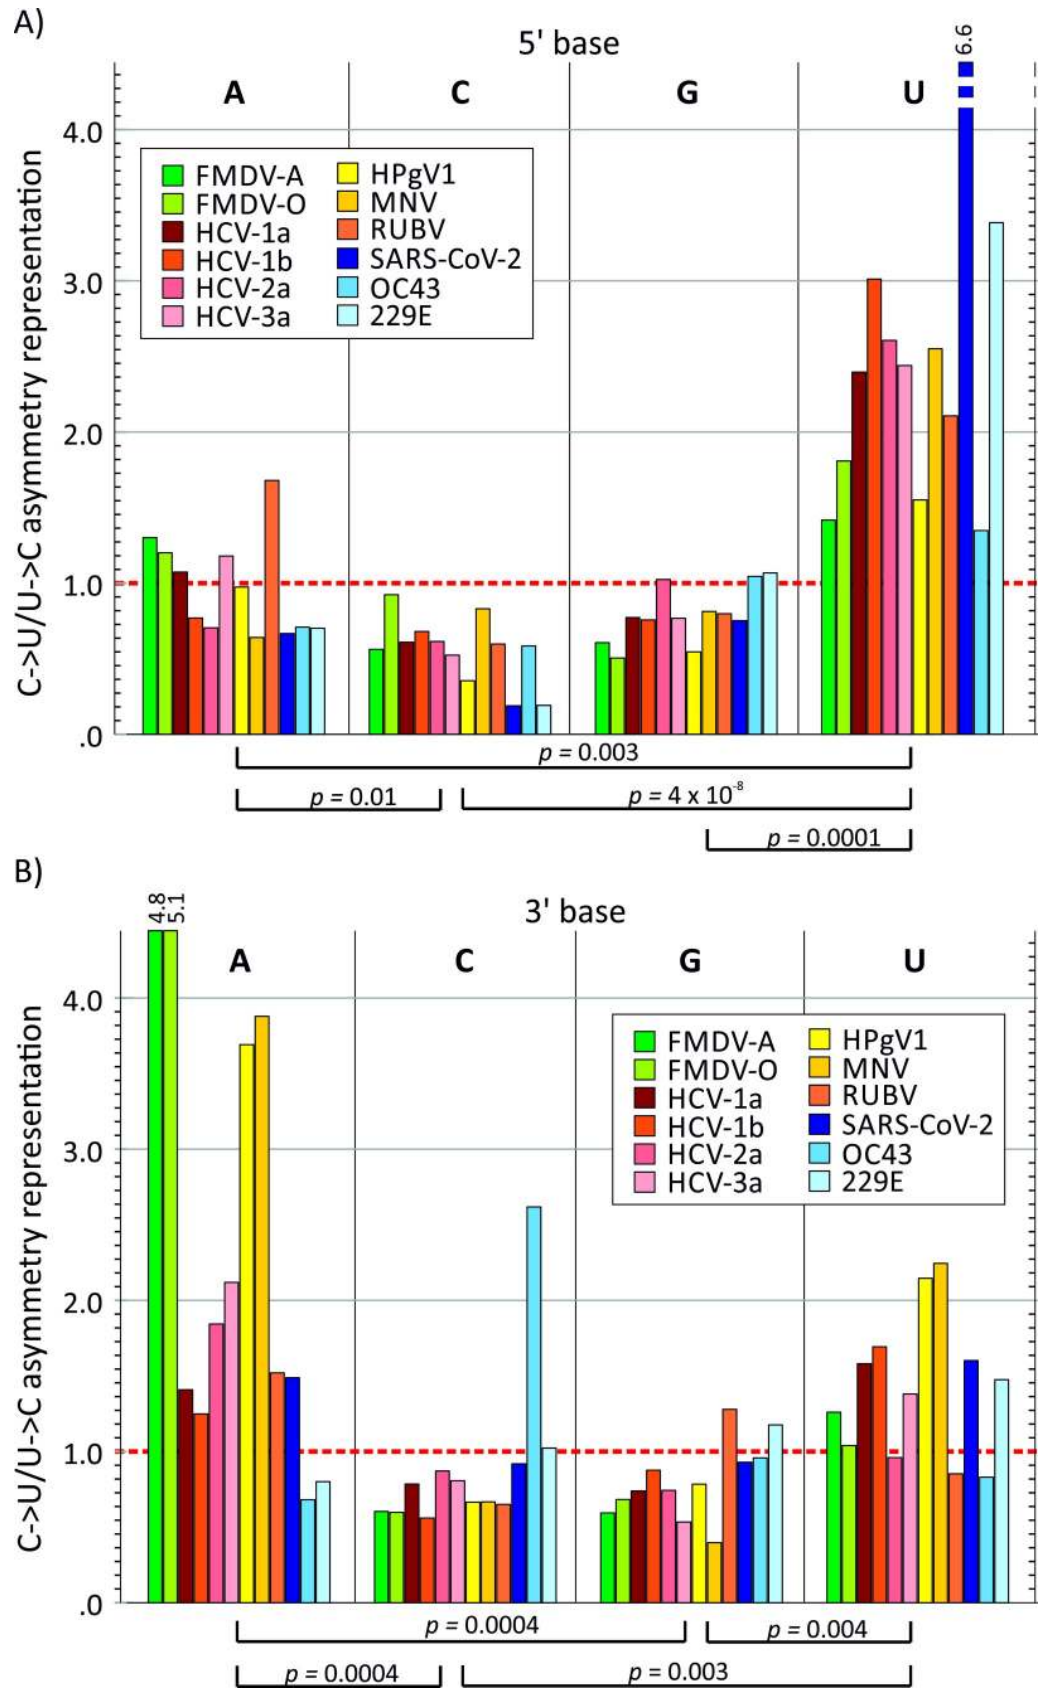 A)
5' base
6.6
A C G U
C->U/U->C asymmetry representation
4.0
3.0
2.0
1.0
.0
FMDV-A
FMDV-O
HCV-1a
HCV-1b
HCV-2a
HCV-3a
HPgV1
MNV
RUBV
SARS-CoV-2
OC43
229E
p = 0.003
p = 0.01
p = 4 x 10⁻⁸
p = 0.0001
B)
3' base
4.8
5.1
A C G U
C->U/U->C asymmetry representation
4.0
3.0
2.0
1.0
.0
FMDV-A
FMDV-O
HCV-1a
HCV-1b
HCV-2a
HCV-3a
HPgV1
MNV
RUBV
SARS-CoV-2
OC43
229E
p = 0.0004
p = 0.004
p = 0.0004
p = 0.003